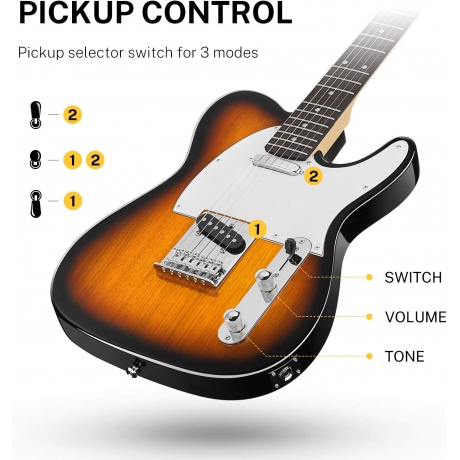 PICKUP CONTROL
Pickup selector switch for 3 modes
2
1 2
1
2
1
SWITCH
VOLUME
TONE